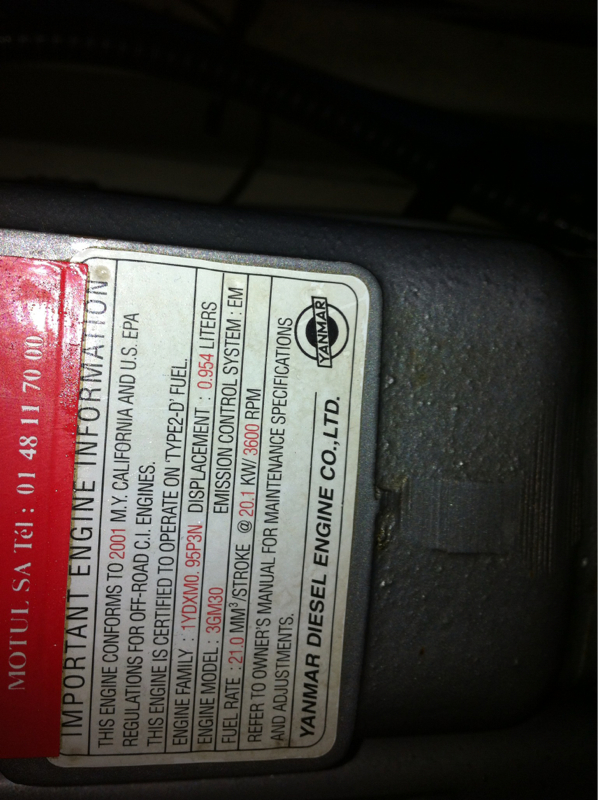 MOTUL SA Tél : 01 48 11 70 00
IMPORTANT ENGINE INFORMATION
THIS ENGINE CONFORMS TO 2001 M.Y. CALIFORNIA AND U.S. EPA
REGULATIONS FOR OFF-ROAD C.I. ENGINES.
THIS ENGINE IS CERTIFIED TO OPERATE ON 'TYPE2-D' FUEL.
ENGINE FAMILY : 1YDXM0. 95P3N DISPLACEMENT : 0.954 LITERS
ENGINE MODEL : 3GM30 EMISSION CONTROL SYSTEM : EM
FUEL RATE : 21.0 MM³/STROKE @ 20.1 KW/ 3600 RPM
REFER TO OWNER'S MANUAL FOR MAINTENANCE SPECIFICATIONS
AND ADJUSTMENTS.
YANMAR DIESEL ENGINE CO.,LTD.
YANMAR